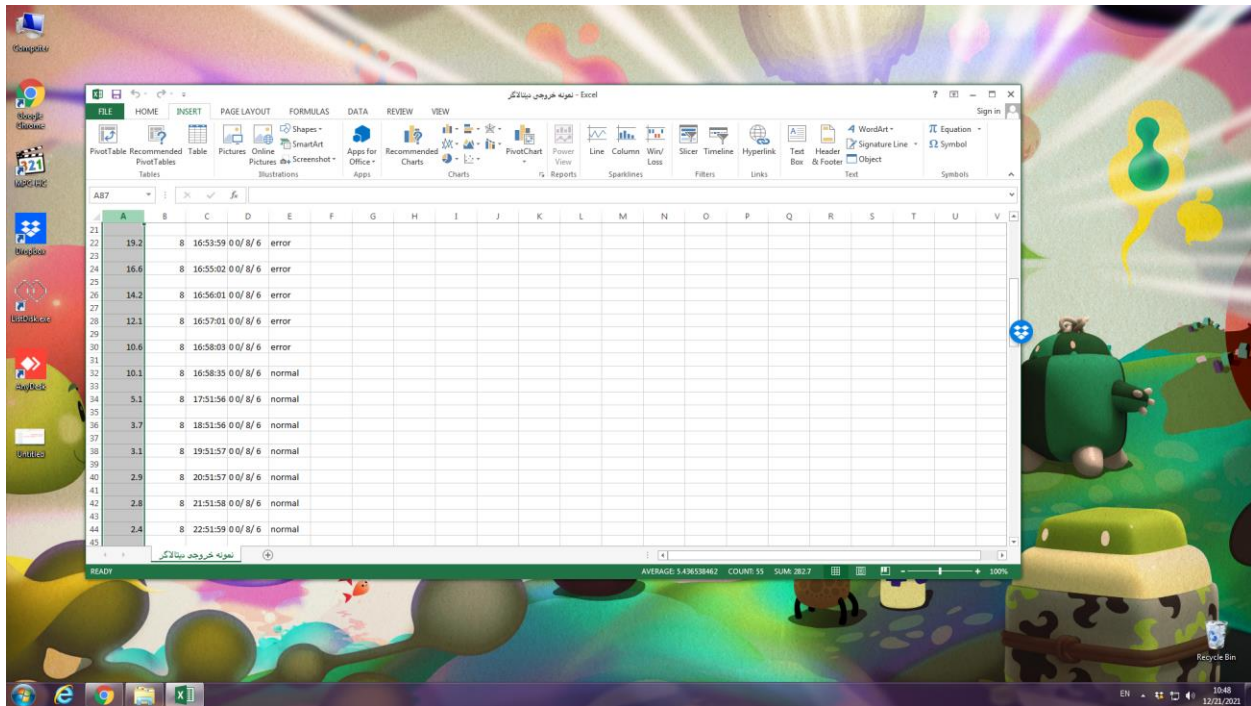 Computer
نمونه خروجی دیتالاگر - Excel
? 
FILE HOME INSERT PAGE LAYOUT FORMULAS DATA REVIEW VIEW Sign in
PivotTable Recommended PivotTables Table Pictures Online Pictures Shapes SmartArt Screenshot Apps for Office Recommended Charts PivotChart Power View Line Column Win/Loss Slicer Timeline Hyperlink Text Box Header & Footer WordArt Signature Line Object Equation Symbol
Tables Illustrations Apps Charts Reports Sparklines Filters Links Text Symbols
Google Chrome
321
Dropbox
AnyDesk
Untitled
AB87 fx
A B C D E F G H I J K L M N O P Q R S T U V
21
22 19.2 8 16:53:59 0 0/ 8/ 6 error
23
24 16.6 8 16:55:02 0 0/ 8/ 6 error
25
26 14.2 8 16:56:01 0 0/ 8/ 6 error
27
28 12.1 8 16:57:01 0 0/ 8/ 6 error
29
30 10.6 8 16:58:03 0 0/ 8/ 6 error
31
32 10.1 8 16:58:35 0 0/ 8/ 6 normal
33
34 5.1 8 17:51:56 0 0/ 8/ 6 normal
35
36 3.7 8 18:51:56 0 0/ 8/ 6 normal
37
38 3.1 8 19:51:57 0 0/ 8/ 6 normal
39
40 2.9 8 20:51:57 0 0/ 8/ 6 normal
41
42 2.8 8 21:51:58 0 0/ 8/ 6 normal
43
44 2.4 8 22:51:59 0 0/ 8/ 6 normal
45
نمونه خروجی دیتالاگر
READY AVERAGE: 5.436538462 COUNT: 55 SUM: 282.7 100%
Recycle Bin
EN 10:48
12/21/2021